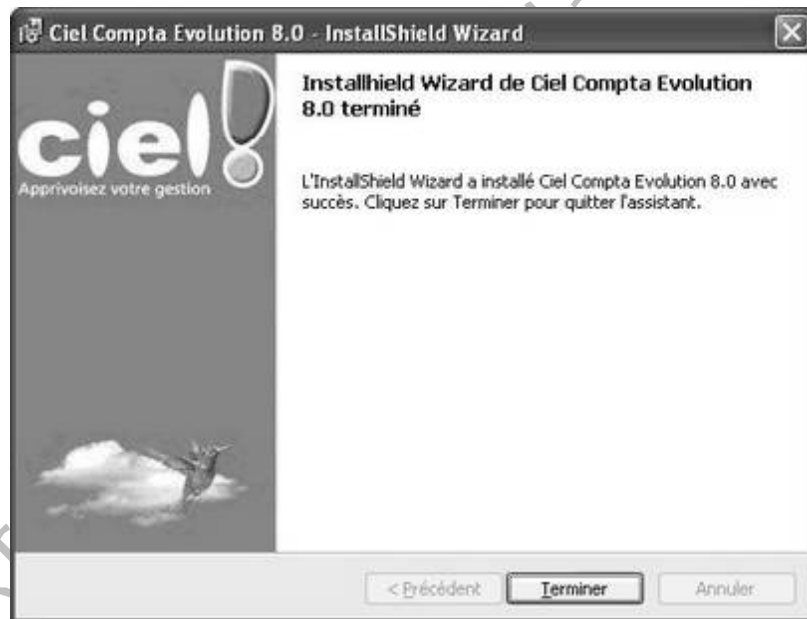 Ciel Compta Evolution 8.0 - InstallShield Wizard
ciel!
Apprivoisez votre gestion
Installhield Wizard de Ciel Compta Evolution
8.0 terminé
L'InstallShield Wizard a installé Ciel Compta Evolution 8.0 avec
succès. Cliquez sur Terminer pour quitter l'assistant.
< Précédent
Terminer
Annuler